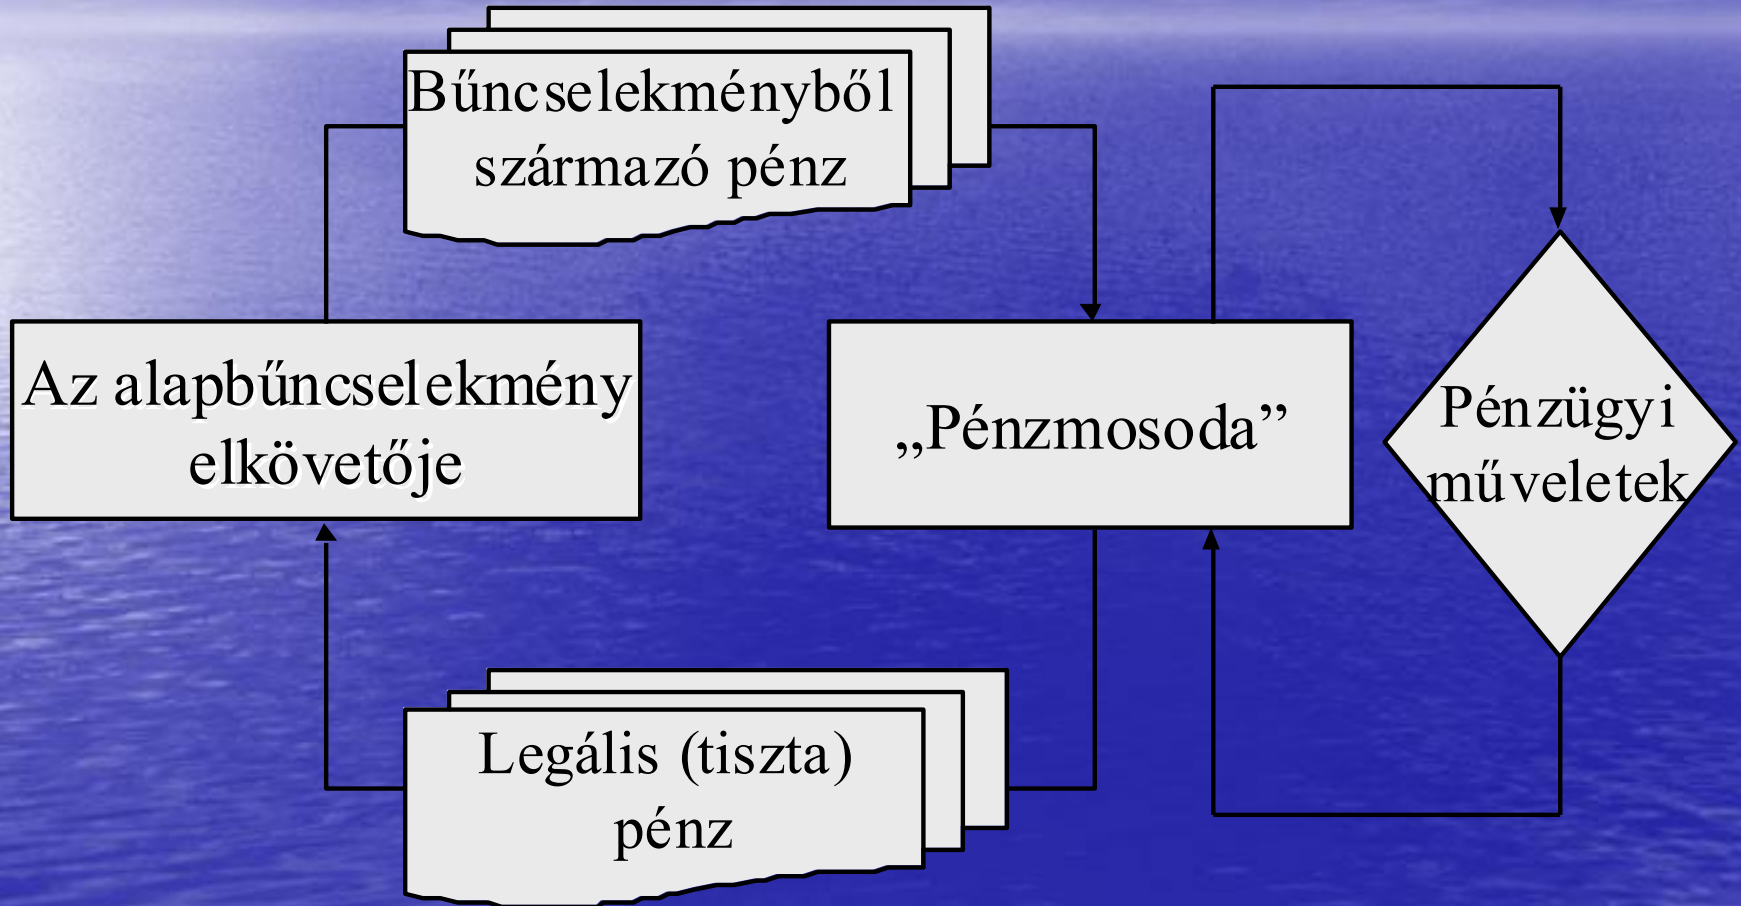 Bűncselekményből
származó pénz
Az alapbűncselekmény
elkövetője
„Pénzmosoda”
Pénzügyi
műveletek
Legális (tiszta)
pénz